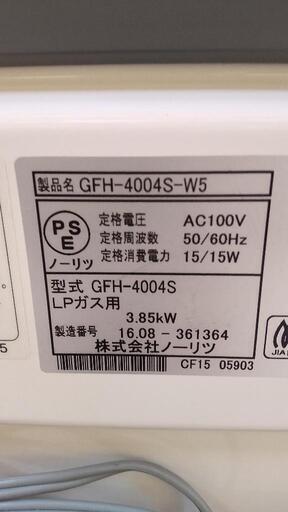 製品名 GFH-4004S-W5
PS
E
ノーリツ
定格電圧 AC100V
定格周波数 50/60Hz
定格消費電力 15/15W
型式 GFH-4004S
LPガス用
3.85kW
製造番号 16.08-361364
株式会社ノーリツ
CF15 05903
5
JIA